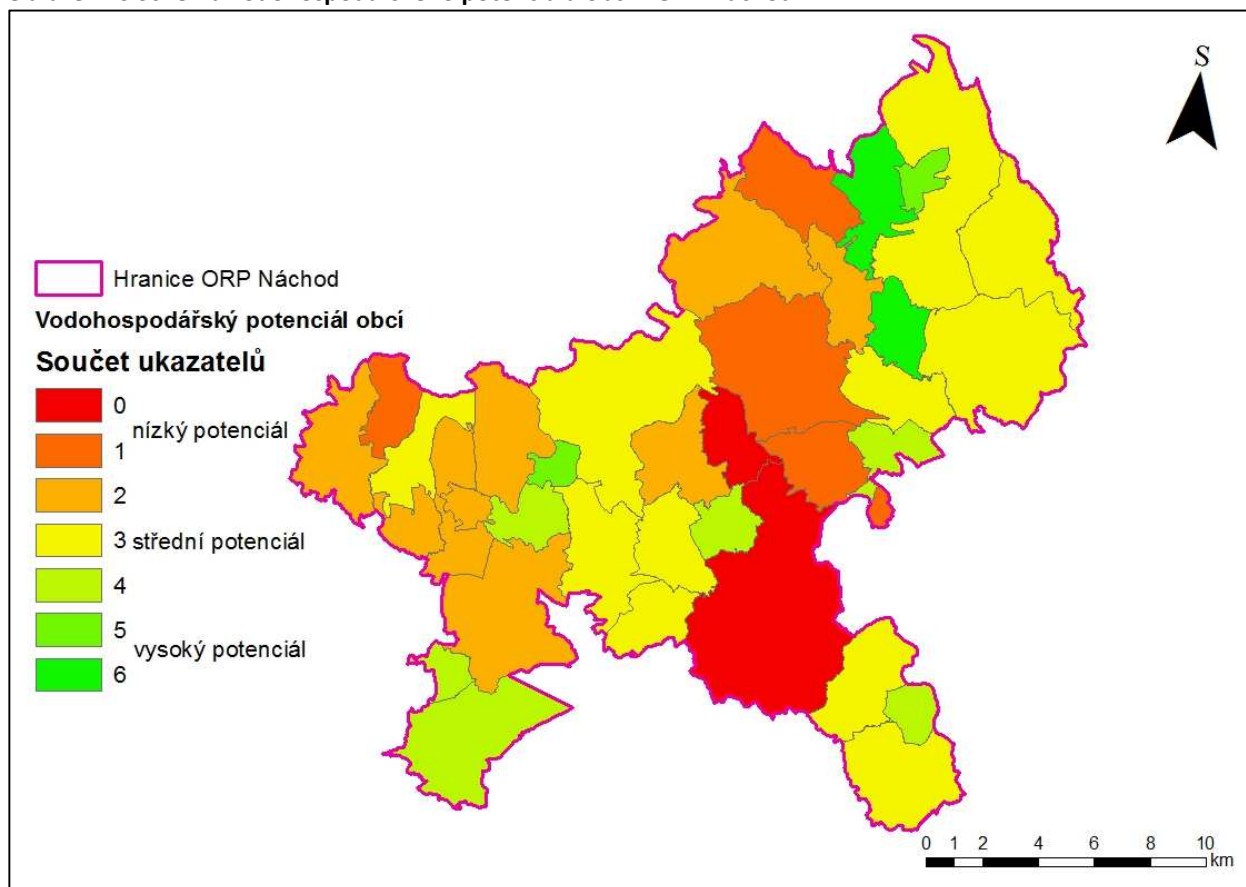 S
Hranice ORP Náchod
Vodohospodářský potenciál obcí
Součet ukazatelů
0
nízký potenciál
1
2
3 střední potenciál
4
5
vysoký potenciál
6
0 1 2 4 6 8 10
km